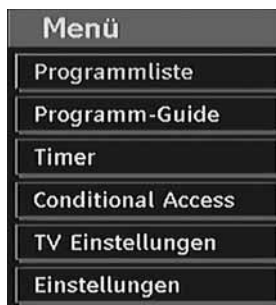 Menü
Programmliste
Programm-Guide
Timer
Conditional Access
TV Einstellungen
Einstellungen